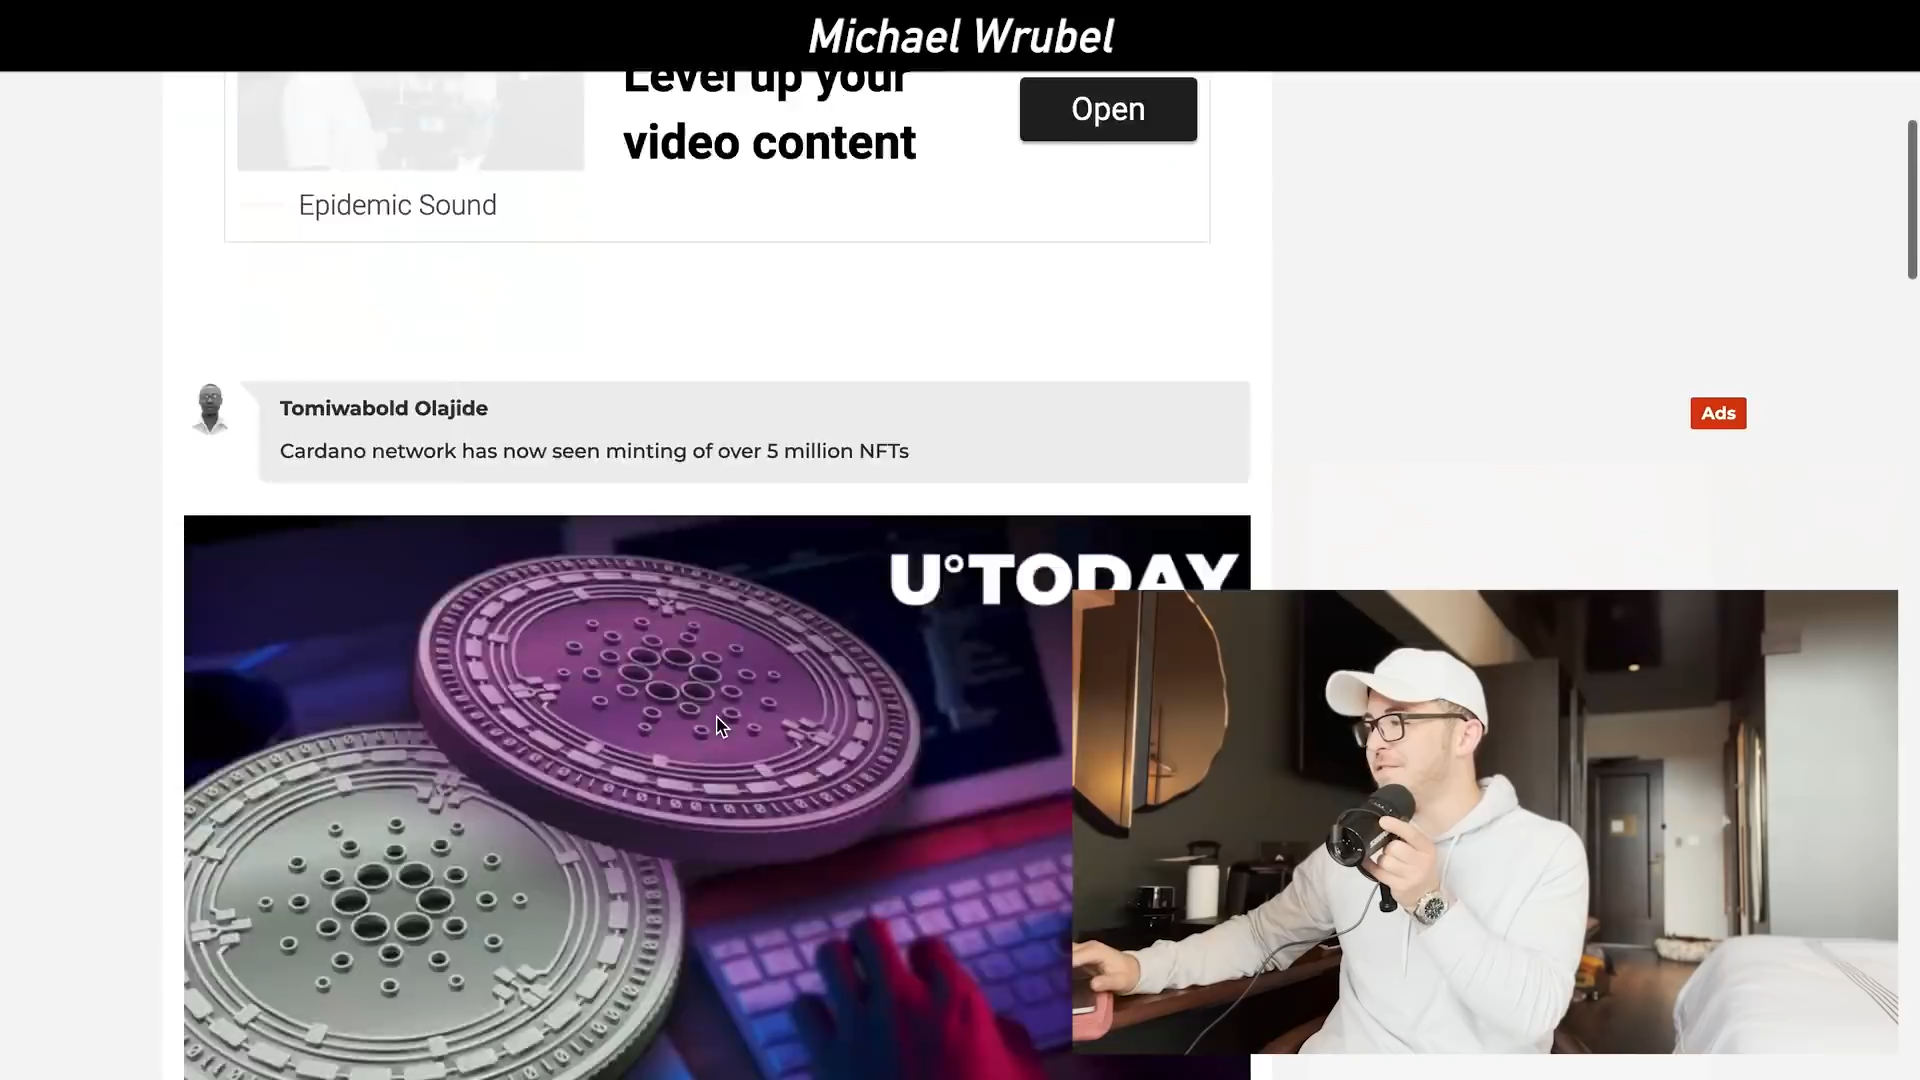 Michael Wrubel
Level up your
video content
Open
Epidemic Sound
Tomiwabold Olajide
Cardano network has now seen minting of over 5 million NFTs
Ads
U°TODAY